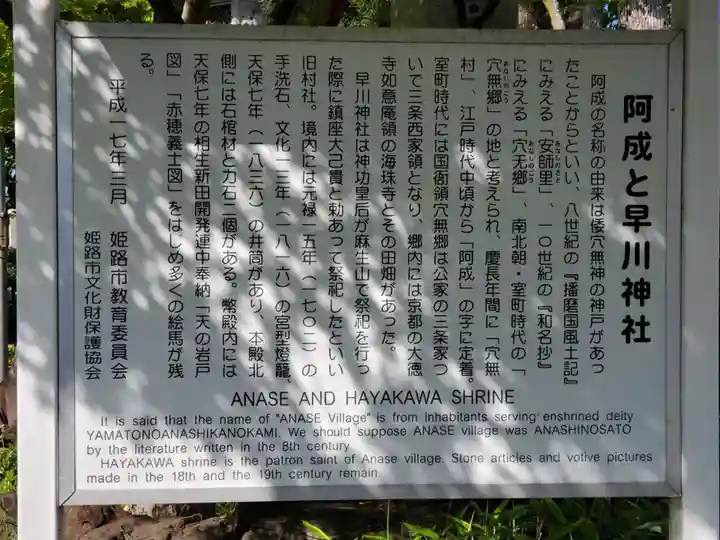 阿成と早川神社
阿成の名称の由来は倭穴無神の神戸があっ
たことからといい、八世紀の『播磨国風土記』
にみえる「安師里」、一〇世紀の『和名抄』
にみえる「穴无郷」、南北朝・室町時代の「
穴無郷」の地と考えられ、慶長年間に「穴無
村」、江戸時代中頃から「阿成」の字に定着。
室町時代には国衙領穴無郷は公家の三条家つ
いで三条西家領となり、郷内には京都の大徳
寺如意庵領の海珠寺とその田畑があった。
早川神社は神功皇后が麻生山で祭祀を行っ
た際に鎮座大己貴と勅あって祭祀したといい
旧村社。境内には元禄一五年(一七〇二)の
手洗石、文化一三年(一八一六)の宮型燈籠、
天保七年(一八三六)の井筒があり、本殿北
側には石棺材と力石二個がある。幣殿内には
天保七年の相生新田開発連中奉納「天の岩戸
図」「赤穂義士図」をはじめ多くの絵馬が残
る。
平成一七年三月
姫路市教育委員会
姫路市文化財保護協会
ANASE AND HAYAKAWA SHRINE
It is said that the name of "ANASE Village" is from inhabitants serving enshrined deity
YAMATONOANASHIKANOKAMI. We should suppose ANASE village was ANASHINOSATO
by the literature written in the 8th century.
HAYAKAWA shrine is the patron saint of Anase village. Stone articles and votive pictures
made in the 18th and the 19th century remain.